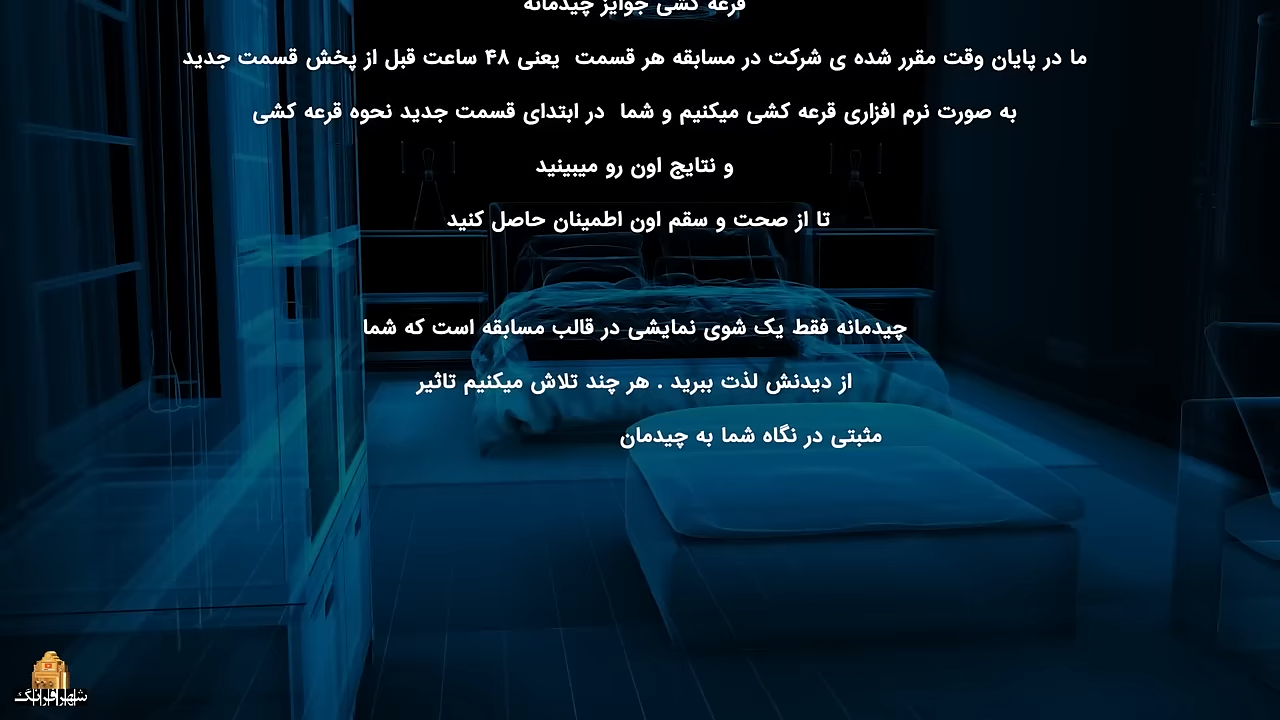 قرعه کشی جوایز چیدمانه
ما در پایان وقت مقرر شده ی شرکت در مسابقه هر قسمت یعنی ۴۸ ساعت قبل از پخش قسمت جدید
به صورت نرم افزاری قرعه کشی میکنیم و شما در ابتدای قسمت جدید نحوه قرعه کشی
و نتایج اون رو میبینید
تا از صحت و سقم اون اطمینان حاصل کنید
چیدمانه فقط یک شوی نمایشی در قالب مسابقه است که شما
از دیدنش لذت ببرید . هر چند تلاش میکنیم تاثیر
مثبتی در نگاه شما به چیدمان
شهر فرانگ